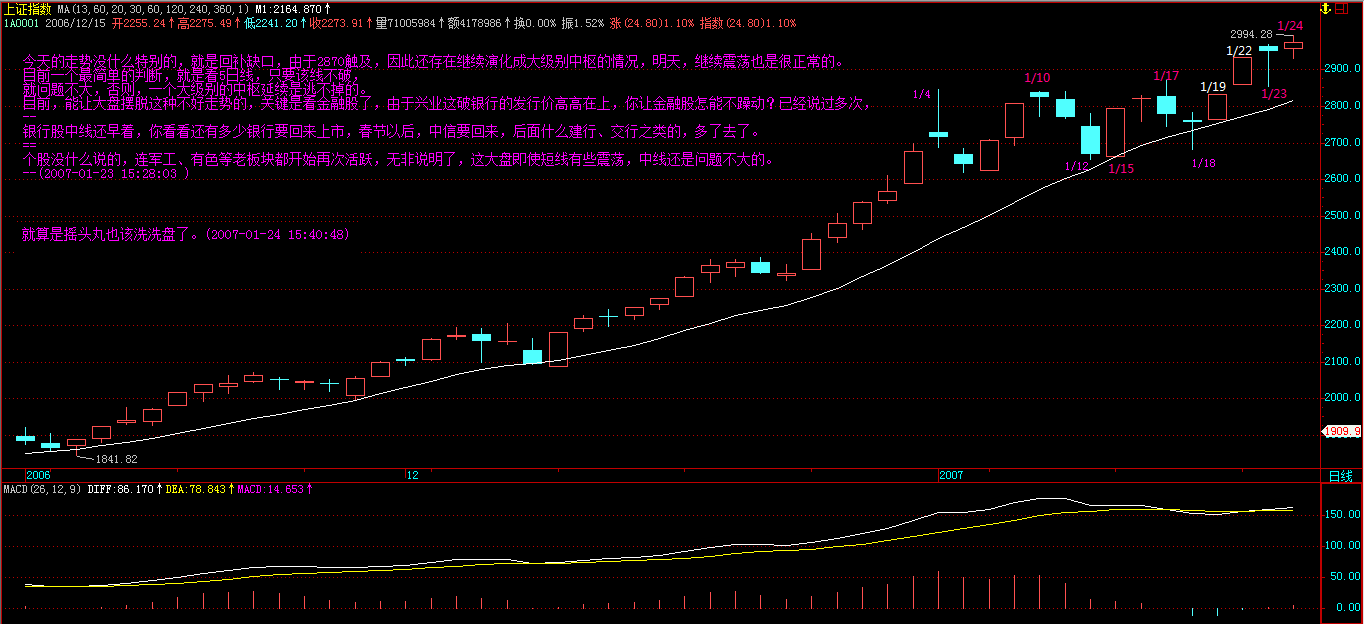 上证指数 MA(13,60,20,30,60,120,240,360,1) M1:2164.870↑
1A0001 2006/12/15 开2255.24↑高2275.49↑低2241.20↑收2273.91↑量71005984↑额4178986↑换0.00% 振1.52% 涨(24.80)1.10% 指数(24.80)1.10%
今天的走势没什么特别的，就是回补缺口，由于2870触及，因此还存在继续演化成大级别中枢的情况，明天，继续震荡也是很正常的。
目前一个最简单的判断，就是看5日线，只要该线不破，
就问题不大，否则，一个大级别的中枢延续是逃不掉的。
目前，能让大盘摆脱这种不好走势的，关键是看金融股了，由于兴业这破银行的发行价高高在上，你让金融股怎能不躁动？已经说过多次，
--
银行股中线还早着，你看看还有多少银行要回来上市，春节以后，中信要回来，后面什么建行、交行之类的，多了去了。
--
个股没什么说的，连军工、有色等老板块都开始再次活跃，无非说明了，这大盘即使短线有些震荡，中线还是问题不大的。
--(2007-01-23 15:28:03 )
就算是摇头丸也该洗洗盘了。(2007-01-24 15:40:48)
1/24
2994.28
1/22
1/23
1/19
1/17
1/10
1/4
1/12
1/15
1/18
2900.0
2800.0
2700.0
2600.0
2500.0
2400.0
2300.0
2200.0
2100.0
2000.0
1909.9
1841.82
2006
12
2007
日线
MACD(26,12,9) DIFF:86.170↑DEA:78.843↑MACD:14.653↑
150.00
100.00
50.00
0.00